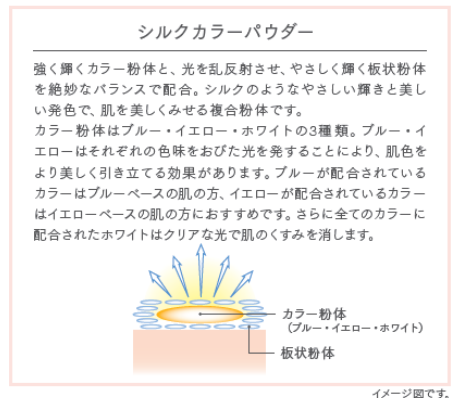 シルクカラーパウダー
強く輝くカラー粉体と、光を乱反射させ、やさしく輝く板状粉体
を絶妙なバランスで配合。シルクのようなやさしい輝きと美し
い発色で、肌を美しくみせる複合粉体です。
カラー粉体はブルー・イエロー・ホワイトの3種類。ブルー・イ
エローはそれぞれの色味をおびた光を発することにより、肌色を
より美しく引き立てる効果があります。ブルーが配合されている
カラーはブルーベースの肌の方、イエローが配合されているカラー
はイエローベースの肌の方におすすめです。さらに全てのカラーに
配合されたホワイトはクリアな光で肌のくすみを消します。
カラー粉体
（ブルー・イエロー・ホワイト）
板状粉体
イメージ図です。